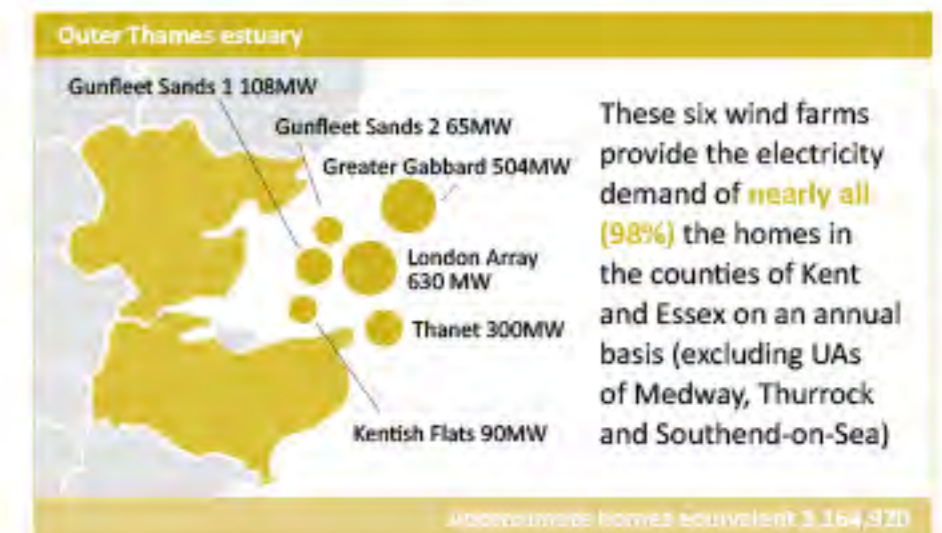 Outer Thames estuary
Gunfleet Sands 1 108MW
Gunfleet Sands 2 65MW
Greater Gabbard 504MW
London Array
630 MW
Thanet 300MW
Kentish Flats 90MW
These six wind farms
provide the electricity
demand of nearly all
(98%) the homes in
the counties of Kent
and Essex on an annual
basis (excluding UAs
of Medway, Thurrock
and Southend-on-Sea)
homes equivalent